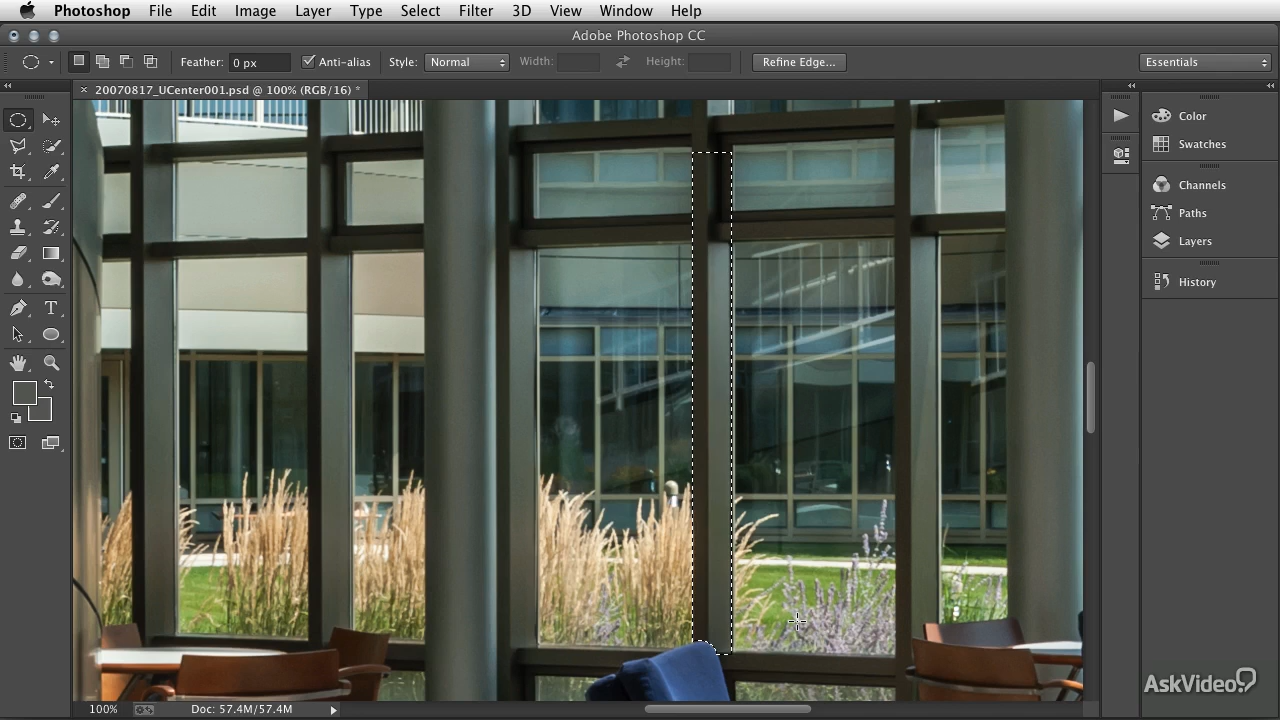 Photoshop File Edit Image Layer Type Select Filter 3D View Window Help
Adobe Photoshop CC
Feather: 0 px Anti-alias Style: Normal Width: Height: Refine Edge... Essentials
× 20070817_UCenter001.psd @ 100% (RGB/16) *
Color
Swatches
Channels
Paths
Layers
History
T
100% Doc: 57.4M/57.4M
AskVideo